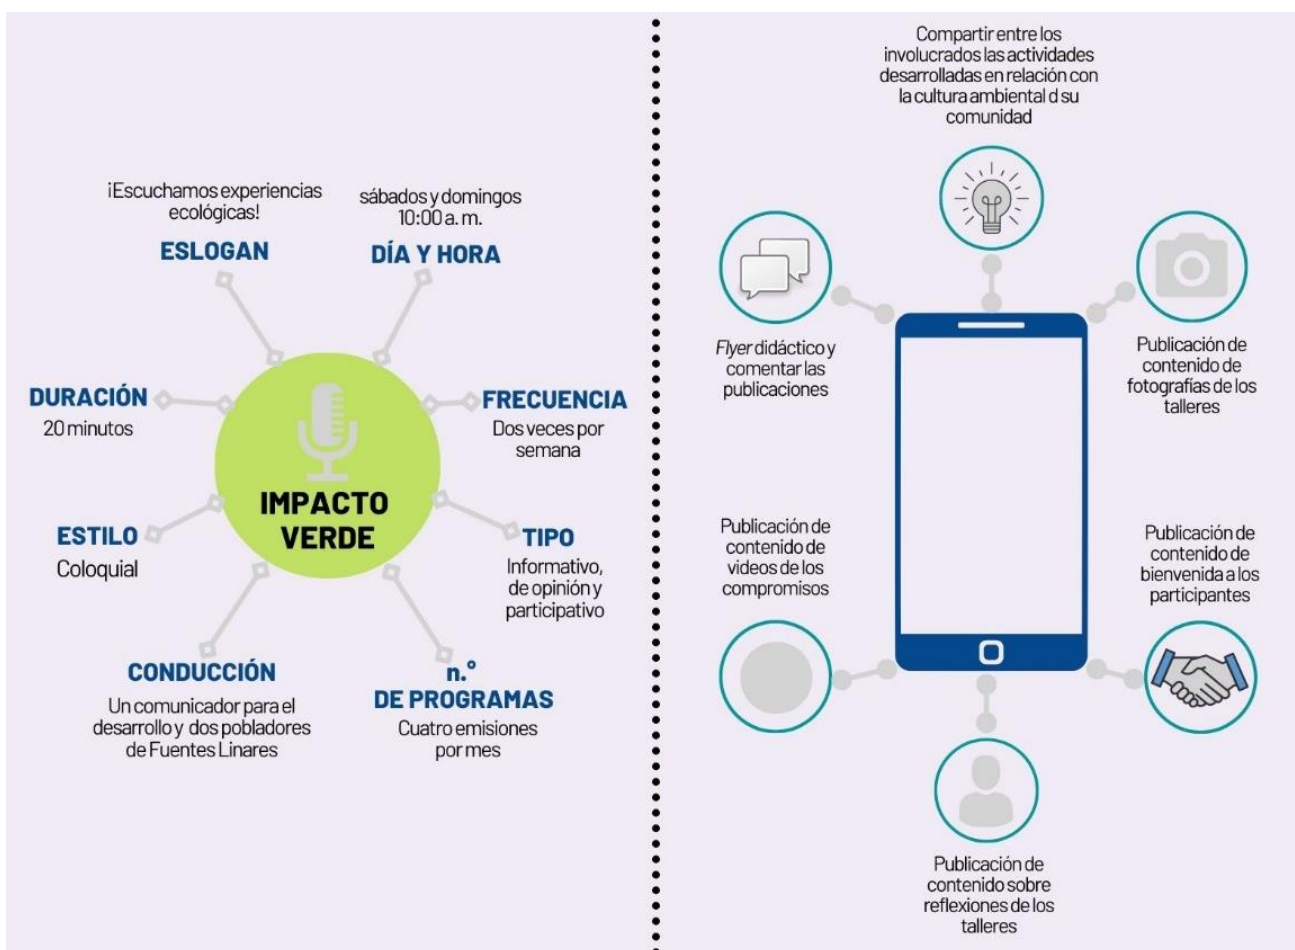 ¡Escuchamos experiencias
ecológicas!
ESLOGAN
sábados y domingos
10:00 a. m.
DÍA Y HORA
DURACIÓN
20 minutos
FRECUENCIA
Dos veces por
semana
IMPACTO
VERDE
ESTILO
Coloquial
TIPO
Informativo,
de opinión y
participativo
CONDUCCIÓN
Un comunicador para el
desarrollo y dos pobladores
de Fuentes Linares
n.°
DE PROGRAMAS
Cuatro emisiones
por mes
Compartir entre los
involucrados las actividades
desarrolladas en relación con
la cultura ambiental d su
comunidad
Flyer didáctico y
comentar las
publicaciones
Publicación de
contenido de
fotografías de los
talleres
Publicación de
contenido de
videos de los
compromisos
Publicación de
contenido de
bienvenida a los
participantes
Publicación de
contenido sobre
reflexiones de los
talleres